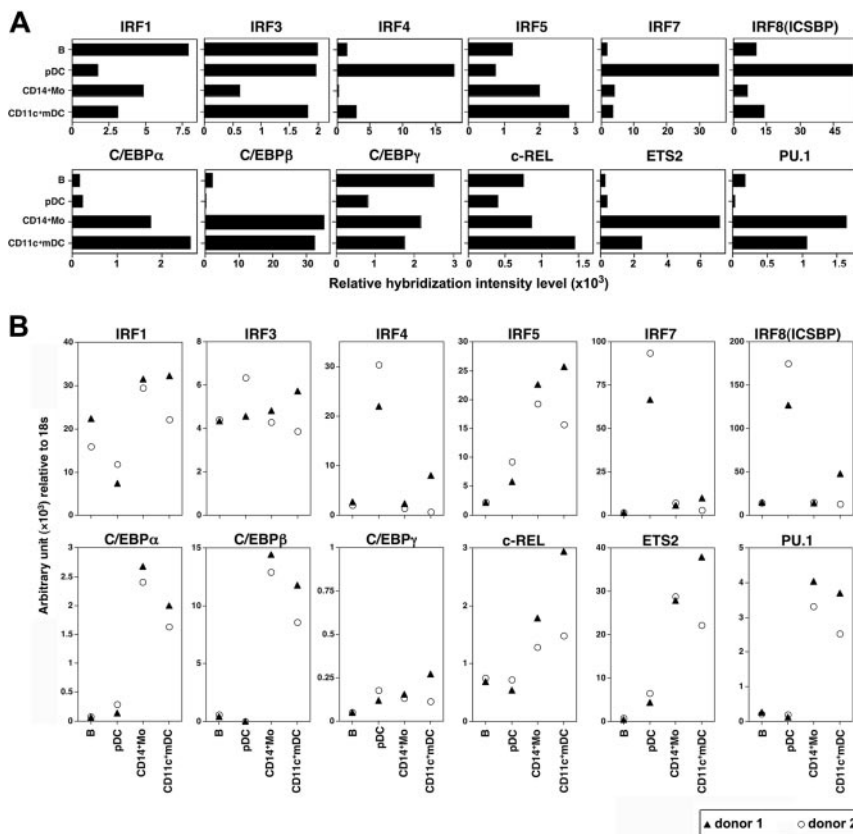 A
IRF1 IRF3 IRF4 IRF5 IRF7 IRF8(ICSBP)
B
pDC
CD14+Mo
CD11c+mDC
0 2.5 5 7.5 0 0.5 1 1.5 2 0 5 10 15 0 1 2 3 0 10 20 30 0 15 30 45
C/EBPα C/EBPβ C/EBPγ c-REL ETS2 PU.1
B
pDC
CD14+Mo
CD11c+mDC
0 1 2 0 10 20 30 0 1 2 3 0 0.5 1 1.5 0 2 4 6 0 0.5 1 1.5
Relative hybridization intensity level (x10³)
B
IRF1 IRF3 IRF4 IRF5 IRF7 IRF8(ICSBP)
40 8 30 25 100 200
30 6 20 20 75 150
20 4 10 15 50 100
10 2 0 10 25 50
0 0 5 0 0
0
Arbitrary unit (×10³) relative to 18s
C/EBPα C/EBPβ C/EBPγ c-REL ETS2 PU.1
3 15 1 3 40 5
2.5 10 0.75 2 30 4
2 5 0.5 1 20 3
1.5 0 0.25 0 10 2
1 0 0 1
0.5 0
0
B pDC CD14+Mo CD11c+mDC B pDC CD14+Mo CD11c+mDC B pDC CD14+Mo CD11c+mDC B pDC CD14+Mo CD11c+mDC B pDC CD14+Mo CD11c+mDC B pDC CD14+Mo CD11c+mDC
▲ donor 1 ○ donor 2